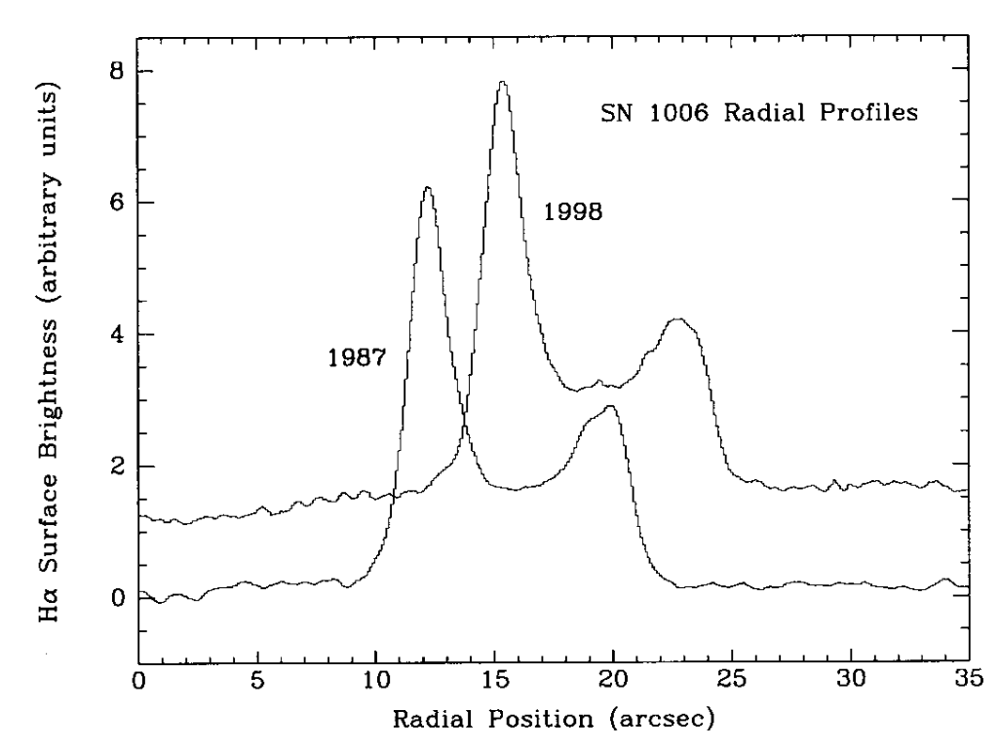 SN 1006 Radial Profiles
1998
1987
Hα Surface Brightness (arbitrary units)
8
6
4
2
0
0 5 10 15 20 25 30 35
Radial Position (arcsec)